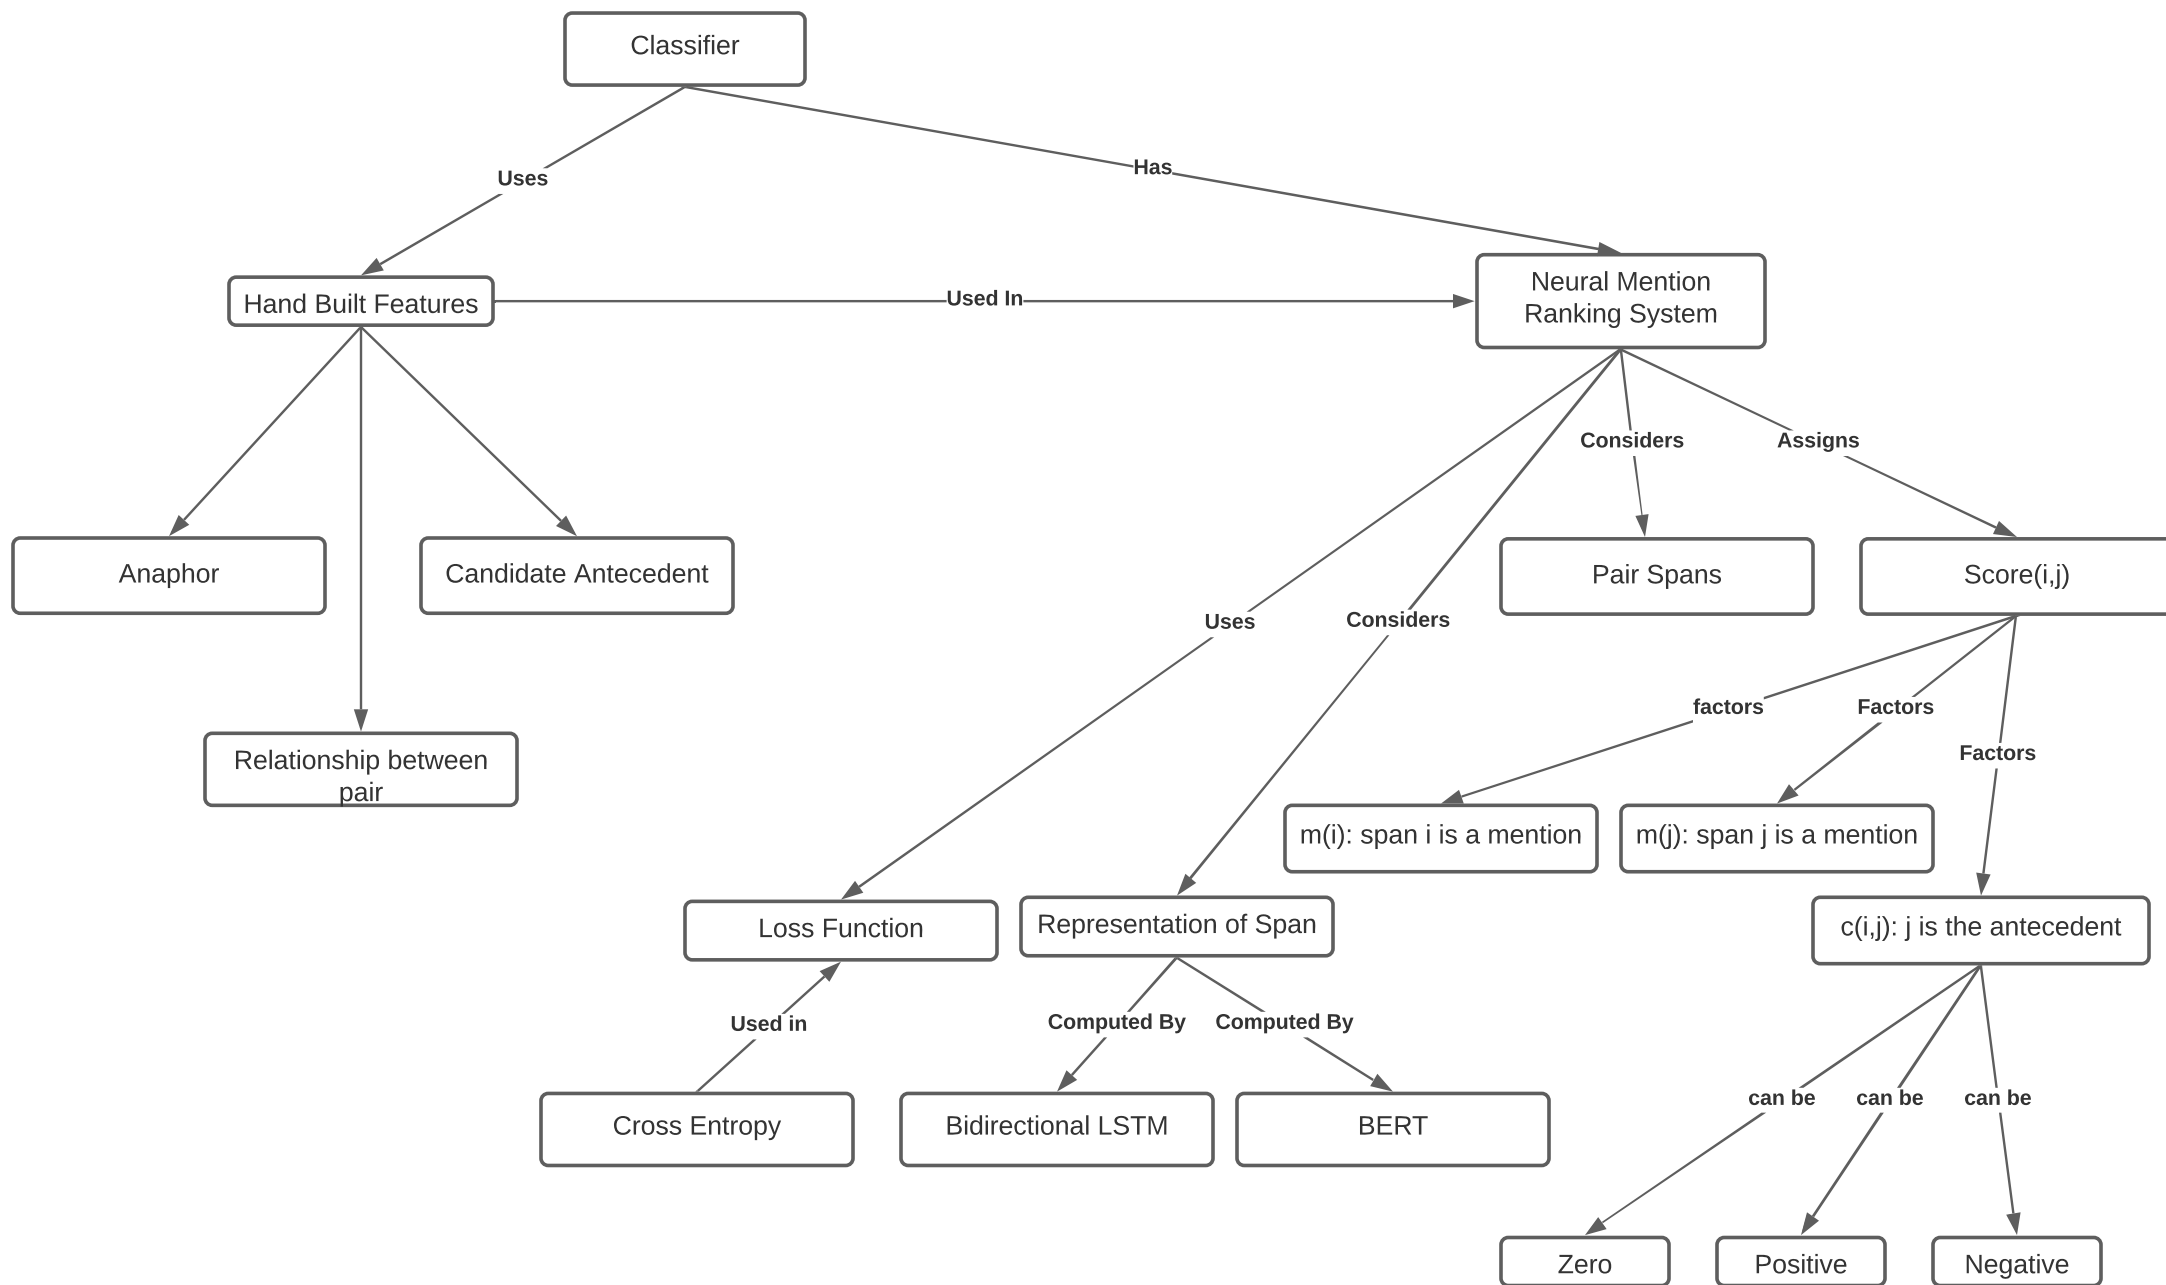 Classifier
Uses
Has
Hand Built Features
Used In
Neural Mention
Ranking System
Considers
Assigns
Anaphor
Candidate Antecedent
Pair Spans
Score(i,j)
Uses
Considers
factors
Factors
Factors
Relationship between
pair
m(i): span i is a mention
m(j): span j is a mention
Loss Function
Representation of Span
c(i,j): j is the antecedent
Used in
Computed By
Computed By
can be
can be
can be
Cross Entropy
Bidirectional LSTM
BERT
Zero
Positive
Negative